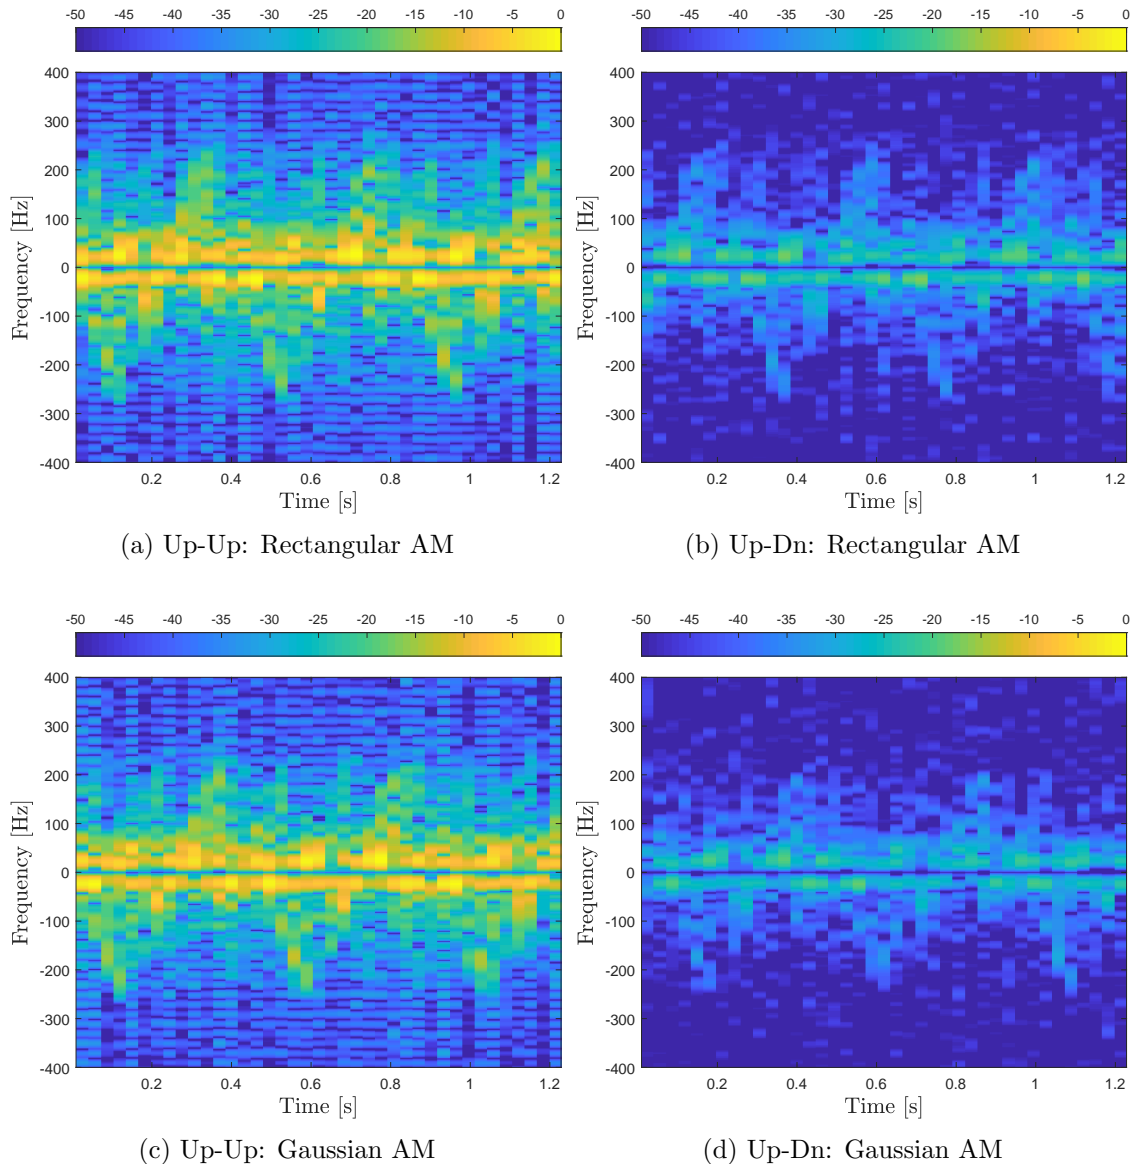 -50 -45 -40 -35 -30 -25 -20 -15 -10 -5 0
-50 -45 -40 -35 -30 -25 -20 -15 -10 -5 0
400
300
200
100
0
-100
-200
-300
-400
Frequency [Hz]
0.2 0.4 0.6 0.8 1 1.2
Time [s]
400
300
200
100
0
-100
-200
-300
-400
Frequency [Hz]
0.2 0.4 0.6 0.8 1 1.2
Time [s]
(a) Up-Up: Rectangular AM
(b) Up-Dn: Rectangular AM
-50 -45 -40 -35 -30 -25 -20 -15 -10 -5 0
-50 -45 -40 -35 -30 -25 -20 -15 -10 -5 0
400
300
200
100
0
-100
-200
-300
-400
Frequency [Hz]
0.2 0.4 0.6 0.8 1 1.2
Time [s]
400
300
200
100
0
-100
-200
-300
-400
Frequency [Hz]
0.2 0.4 0.6 0.8 1 1.2
Time [s]
(c) Up-Up: Gaussian AM
(d) Up-Dn: Gaussian AM